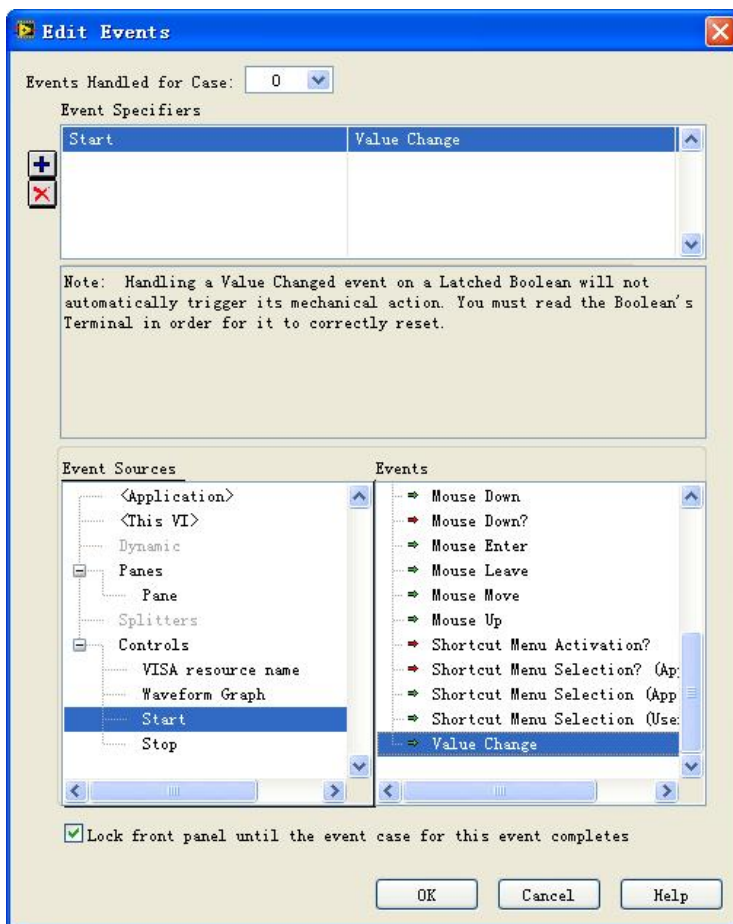 Edit Events
Events Handled for Case: 0
Event Specifiers
Start Value Change
Note: Handling a Value Changed event on a Latched Boolean will not
automatically trigger its mechanical action. You must read the Boolean's
Terminal in order for it to correctly reset.
Event Sources
<Application>
<This VI>
Dynamic
Panes
Pane
Splitters
Controls
VISA resource name
Waveform Graph
Start
Stop
Events
Mouse Down
Mouse Down?
Mouse Enter
Mouse Leave
Mouse Move
Mouse Up
Shortcut Menu Activation?
Shortcut Menu Selection? (Ap
Shortcut Menu Selection (App
Shortcut Menu Selection (Use
Value Change
Lock front panel until the event case for this event completes
OK Cancel Help